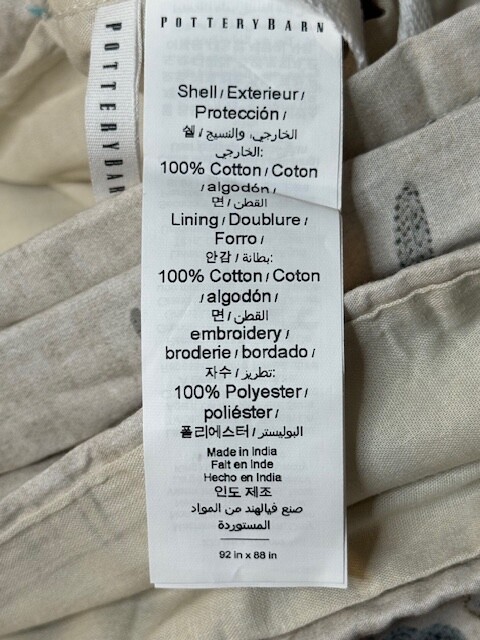 POTTERYBARN
POTTERYBARN
Shell / Exterieur /
Protección /
쉘 / الخارجي، والنسيج
الخارجي:
100% Cotton / Coton
/ algodón /
면 / القطن
Lining / Doublure /
Forro /
안감 / بطانة:
100% Cotton / Coton
/ algodón /
면 / القطن
embroidery /
broderie / bordado /
자수 / تطريز:
100% Polyester /
poliéster /
폴리에스터 / البوليستر
Made in India
Fait en Inde
Hecho en India
인도 제조
صنع فيالهند من المواد
المستوردة
92 in x 88 in